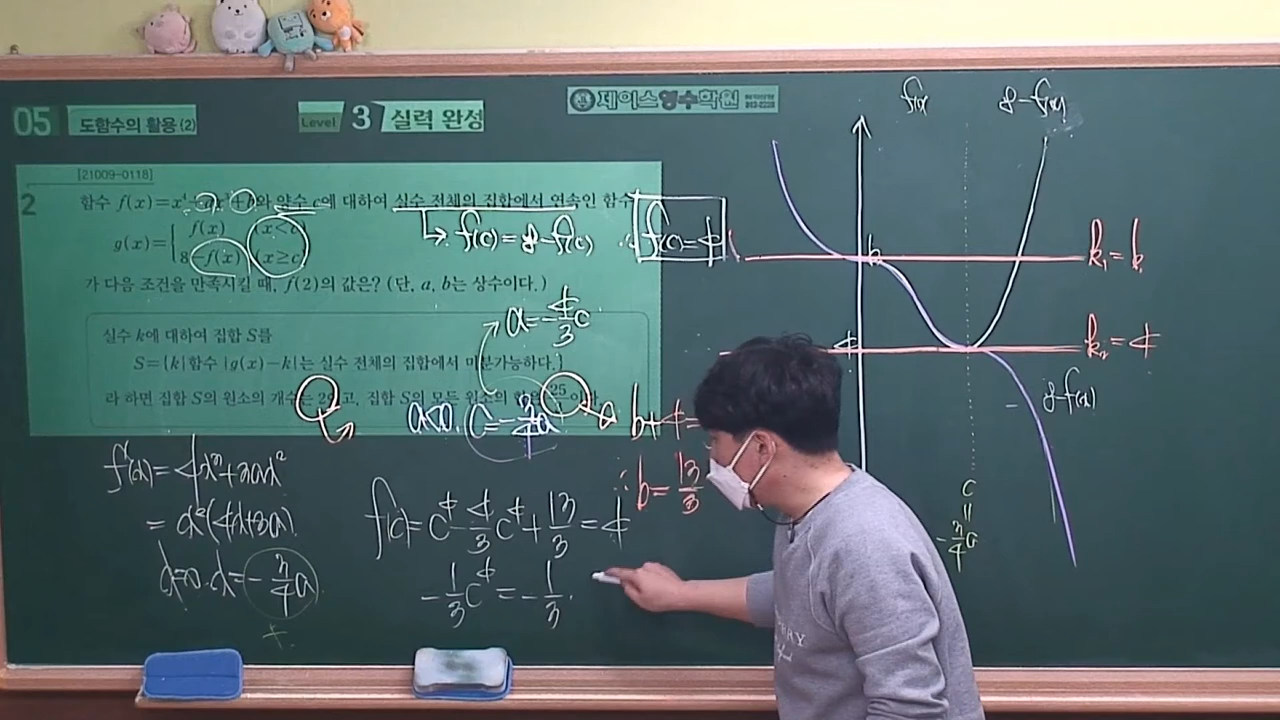 05 도함수의 활용 (2)
Level 3 실력 완성
제이스영수학원
[21009-0118]
2
함수 f(x)=x⁴+ax³+b와 양수 c에 대하여 실수 전체의 집합에서 연속인 함수
g(x)={ f(x) (x<c)
8-f(x) (x≥c)
가 다음 조건을 만족시킬 때, f(2)의 값은? (단, a, b는 상수이다.)
실수 k에 대하여 집합 S를
S={k|함수 |g(x)-k|는 실수 전체의 집합에서 미분가능하다.}
라 하면 집합 S의 원소의 개수는 2이고, 집합 S의 모든 원소의 합은 25/3이다.
f(c)=8-f(c) ∴ f(c)=4
a=-4/3c
a<0. c=-3/4a
b+4=
∴ b=13/3
f'(x)=4x³+3ax²
=x²(4x+3a)
x=0. x=-3/4a
+
f(c)=c⁴-4/3c⁴+13/3=4
-1/3c⁴=-1/3.
f(x) 8-f(x)
b
k₁=b
4
k₂=4
8-f(x)
c
=
-3/4a